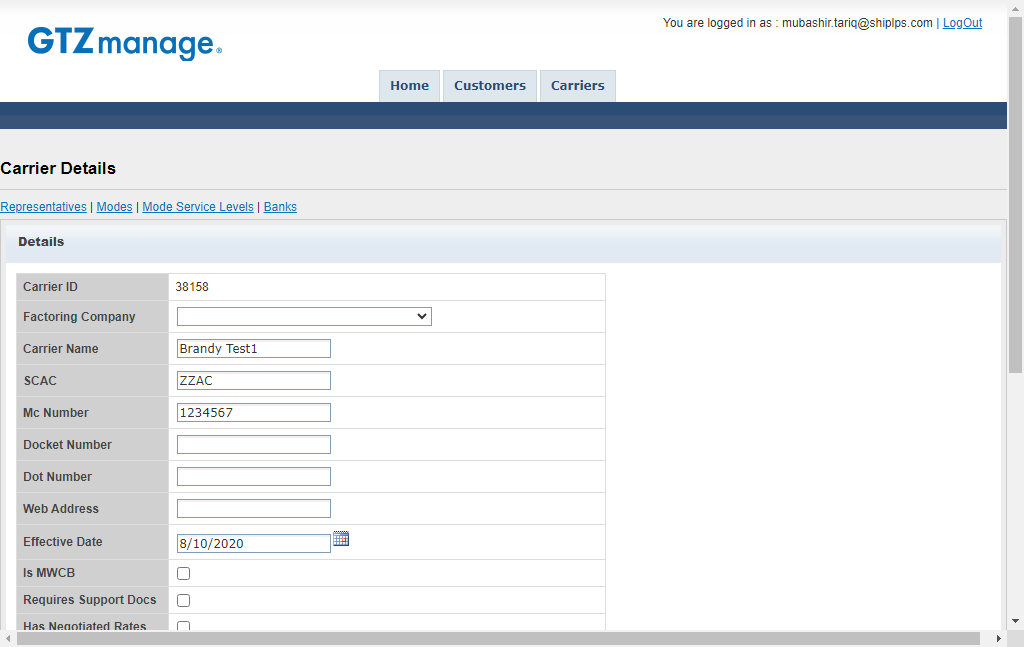 GTZmanage®
You are logged in as : mubashir.tariq@shiplps.com | LogOut
Home Customers Carriers
Carrier Details
Representatives | Modes | Mode Service Levels | Banks
Details
Carrier ID 38158
Factoring Company
Carrier Name Brandy Test1
SCAC ZZAC
Mc Number 1234567
Docket Number
Dot Number
Web Address
Effective Date 8/10/2020
Is MWCB
Requires Support Docs
Has Negotiated Rates